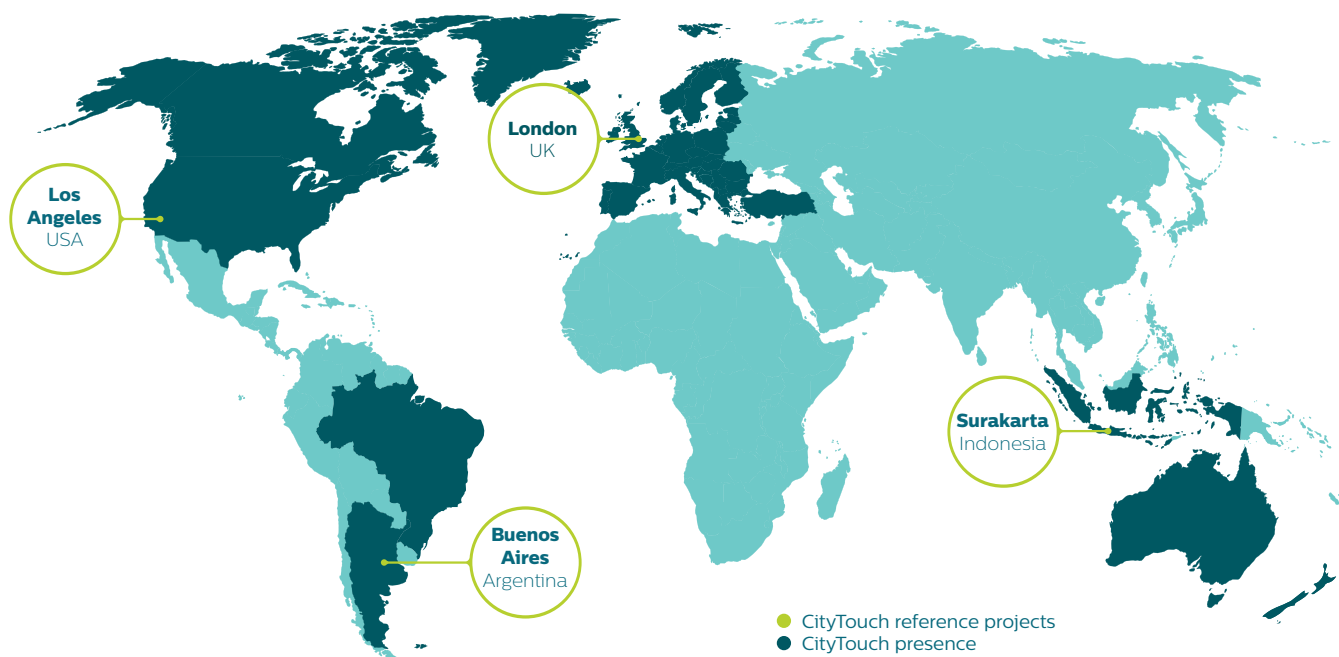 London
UK
Los
Angeles
USA
Surakarta
Indonesia
Buenos
Aires
Argentina
CityTouch reference projects
CityTouch presence